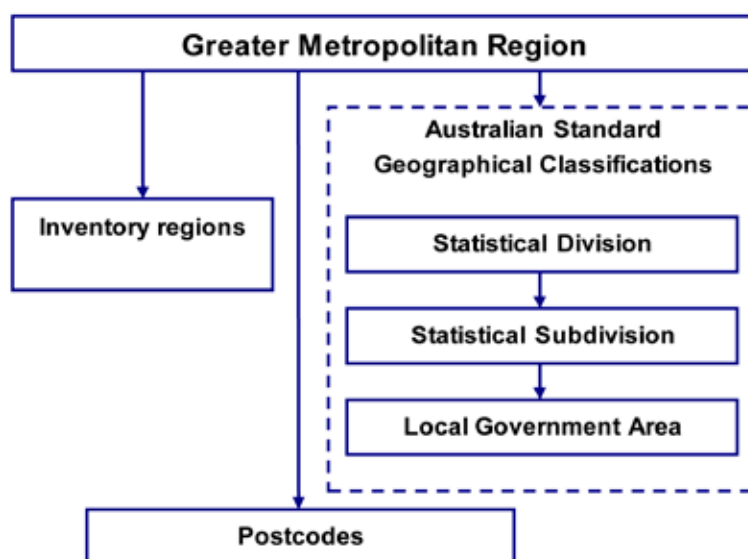 Greater Metropolitan Region
Australian Standard
Geographical Classifications
Inventory regions
Statistical Division
Statistical Subdivision
Local Government Area
Postcodes